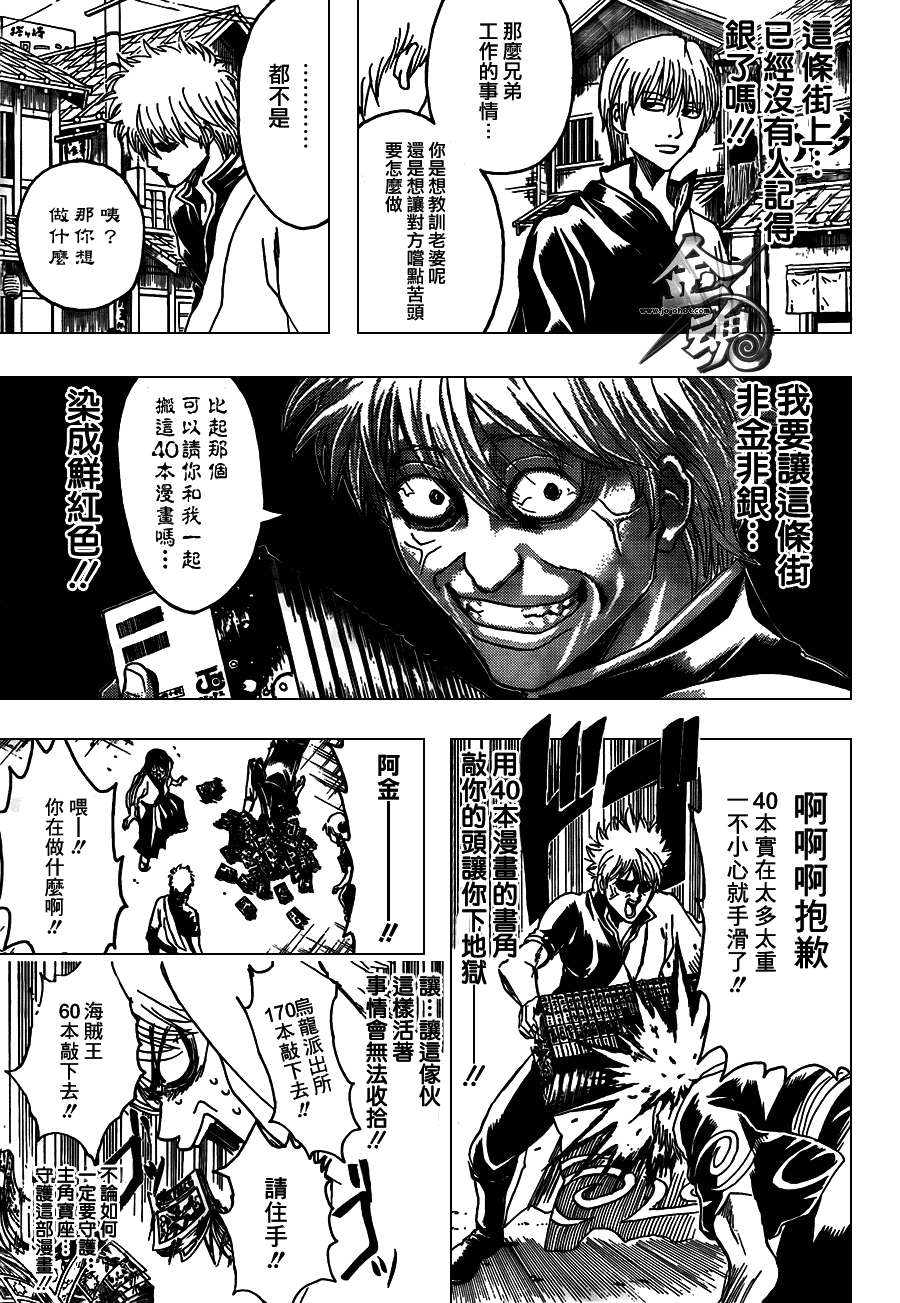 這條街上…
已經沒有人記得
銀了嗎!!
那麼兄弟
工作的事情…
你是想教訓老婆呢
還是想讓對方嚐點苦頭
要怎麼做
金魂
www.jojohot.com
…………
都不是
咦?
那你想
做什麼
我要讓這條街
非金非銀…
比起那個
可以請你和我一起
搬這40本漫畫嗎…
染成鮮紅色!!
啊啊啊抱歉
40本實在太多太重
一不小心就手滑了!!
用40本漫畫的書角
敲你的頭讓你下地獄——!!
阿金——!!
喂—!!
你在做什麼啊!!
讓…讓這傢伙
這樣活著
事情會無法收拾!!
烏龍派出所
170本敲下去!!
海賊王
60本敲下去!!
請住手!!
不論如何
一定要守護…
主角寶座…
守護這部漫畫!!